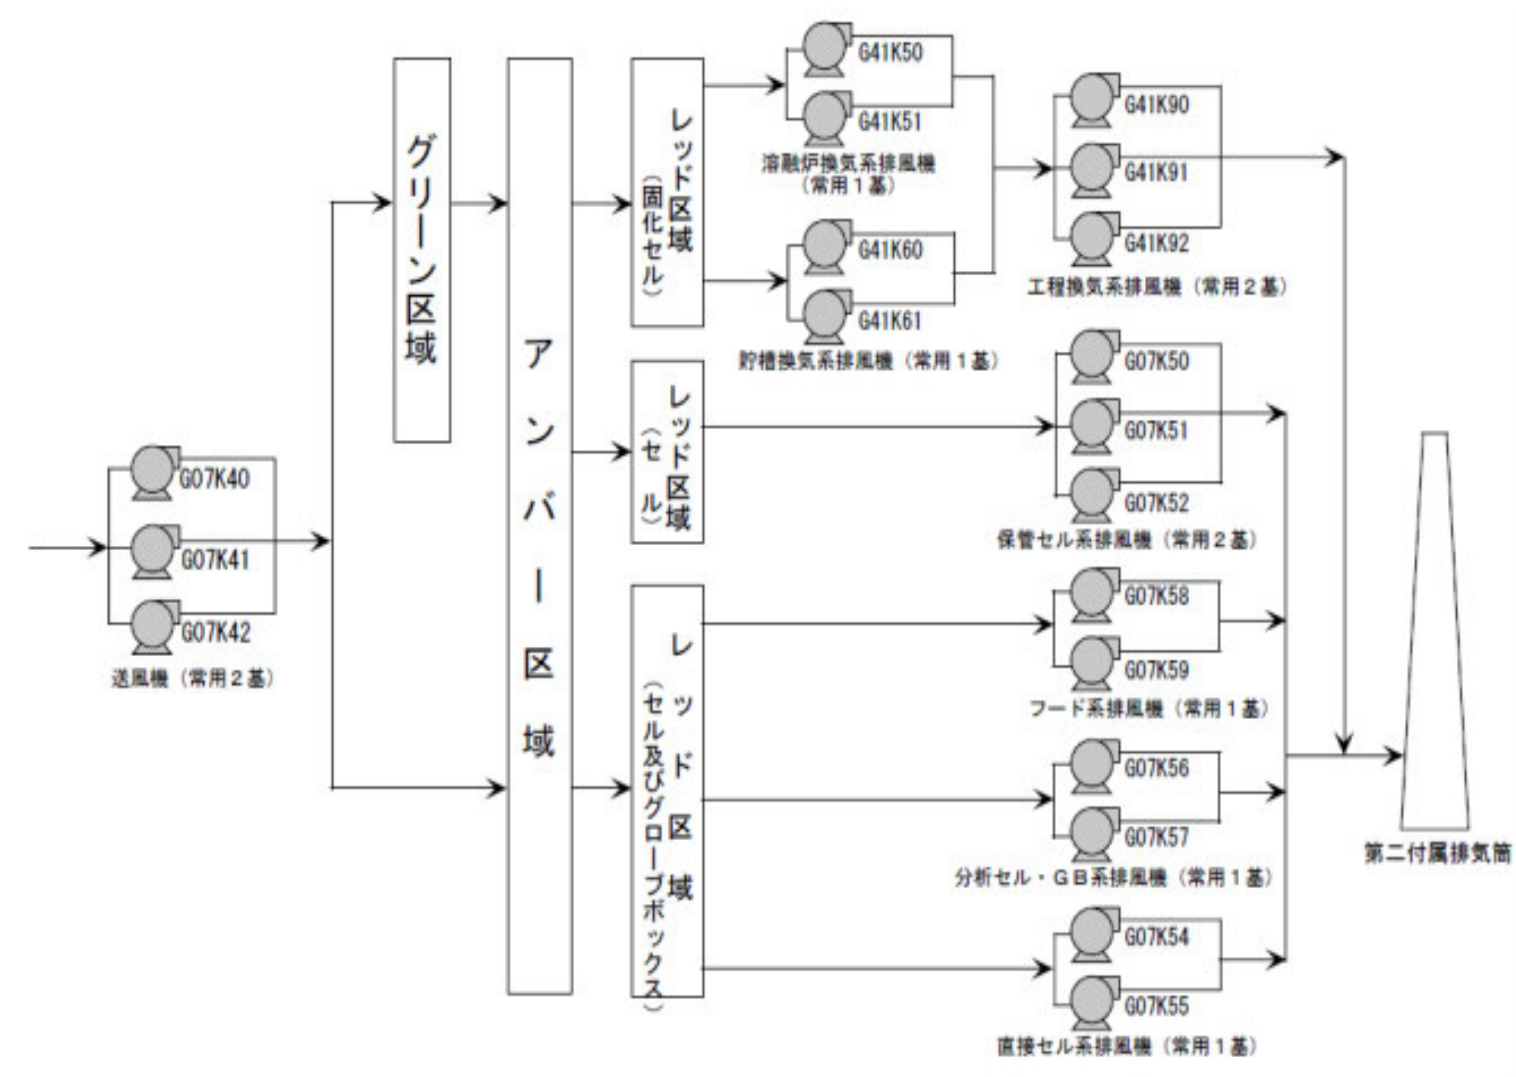 G07K40
G07K41
G07K42
送風機（常用２基）
グリーン区域
アンバー区域
レッド区域
（固化セル）
レッド区域
（セル）
レッド区域
（セル及びグローブボックス）
G41K50
G41K51
溶融炉換気系排風機
（常用１基）
G41K60
G41K61
貯槽換気系排風機（常用１基）
G41K90
G41K91
G41K92
工程換気系排風機（常用２基）
G07K50
G07K51
G07K52
保管セル系排風機（常用２基）
G07K58
G07K59
フード系排風機（常用１基）
G07K56
G07K57
分析セル・ＧＢ系排風機（常用１基）
G07K54
G07K55
直接セル系排風機（常用１基）
第二付属排気筒